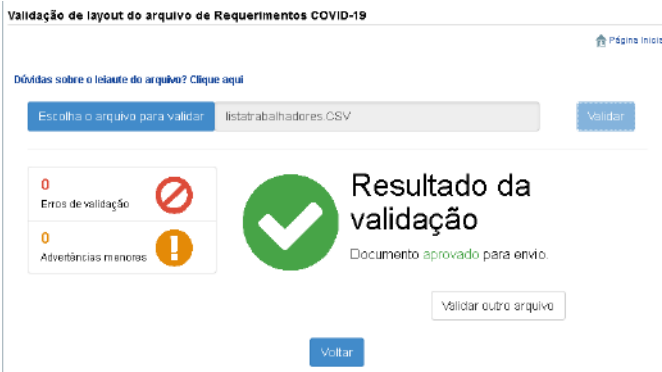 Validação de layout do arquivo de Requerimentos COVID-19
Página Inicia
Dúvidas sobre o leiaute do arquivo? Clique aqui
Escolha o arquivo para validar
listatrabalhadores.CSV
Validar
0
Erros de validação
0
Advertências menores
Resultado da
validação
Documento aprovado para envio.
Validar outro arquivo
Voltar